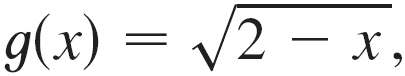 g(x) = √(2 − x),